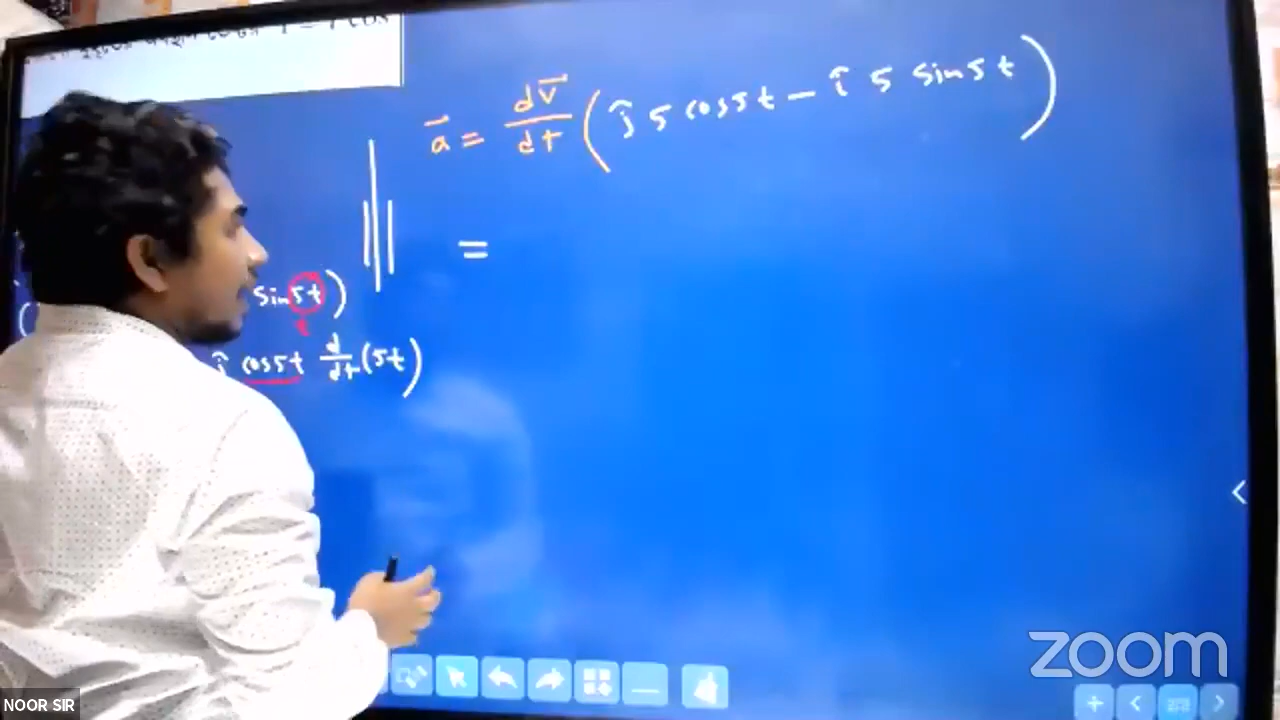 a⃗ = dv⃗/dt ( ĵ 5 cos5t − î 5 sin5t )
=
sin5t )
cos5t d/dt (5t)
zoom
NOOR SIR